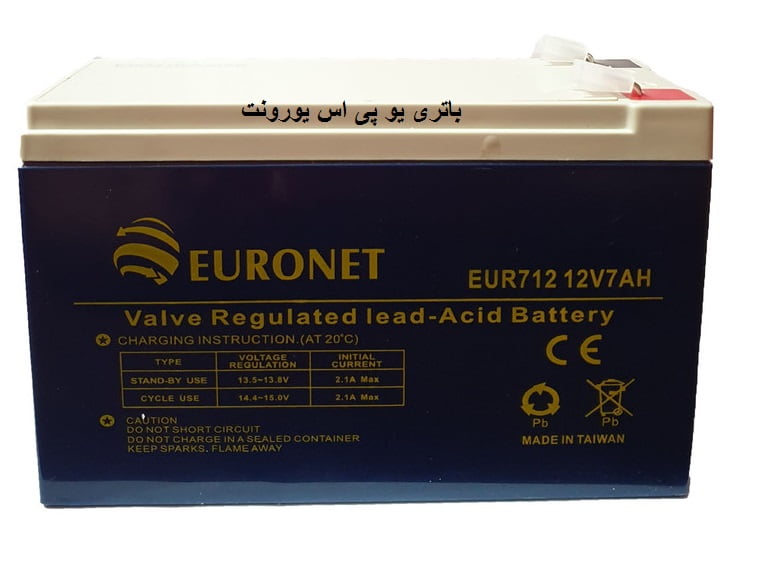 باتری یو پی اس یورونت
EURONET
EUR712 12V7AH
Valve Regulated lead-Acid Battery
CHARGING INSTRUCTION.(AT 20°C)
TYPE VOLTAGE REGULATION INITIAL CURRENT
STAND-BY USE 13.5~13.8V 2.1A Max
CYCLE USE 14.4~15.0V 2.1A Max
CAUTION
DO NOT SHORT CIRCUIT
DO NOT CHARGE IN A SEALED CONTAINER
KEEP SPARKS. FLAME AWAY
CE
Pb Pb
MADE IN TAIWAN